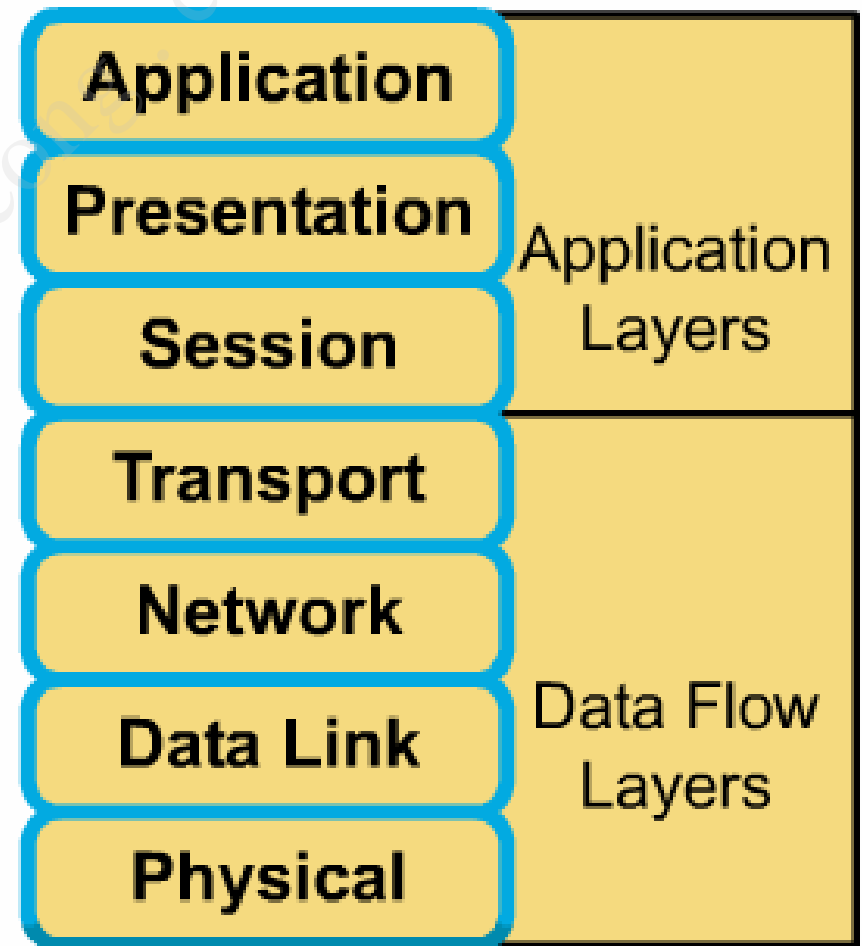 Application
Presentation
Session
Transport
Network
Data Link
Physical
Application
Layers
Data Flow
Layers